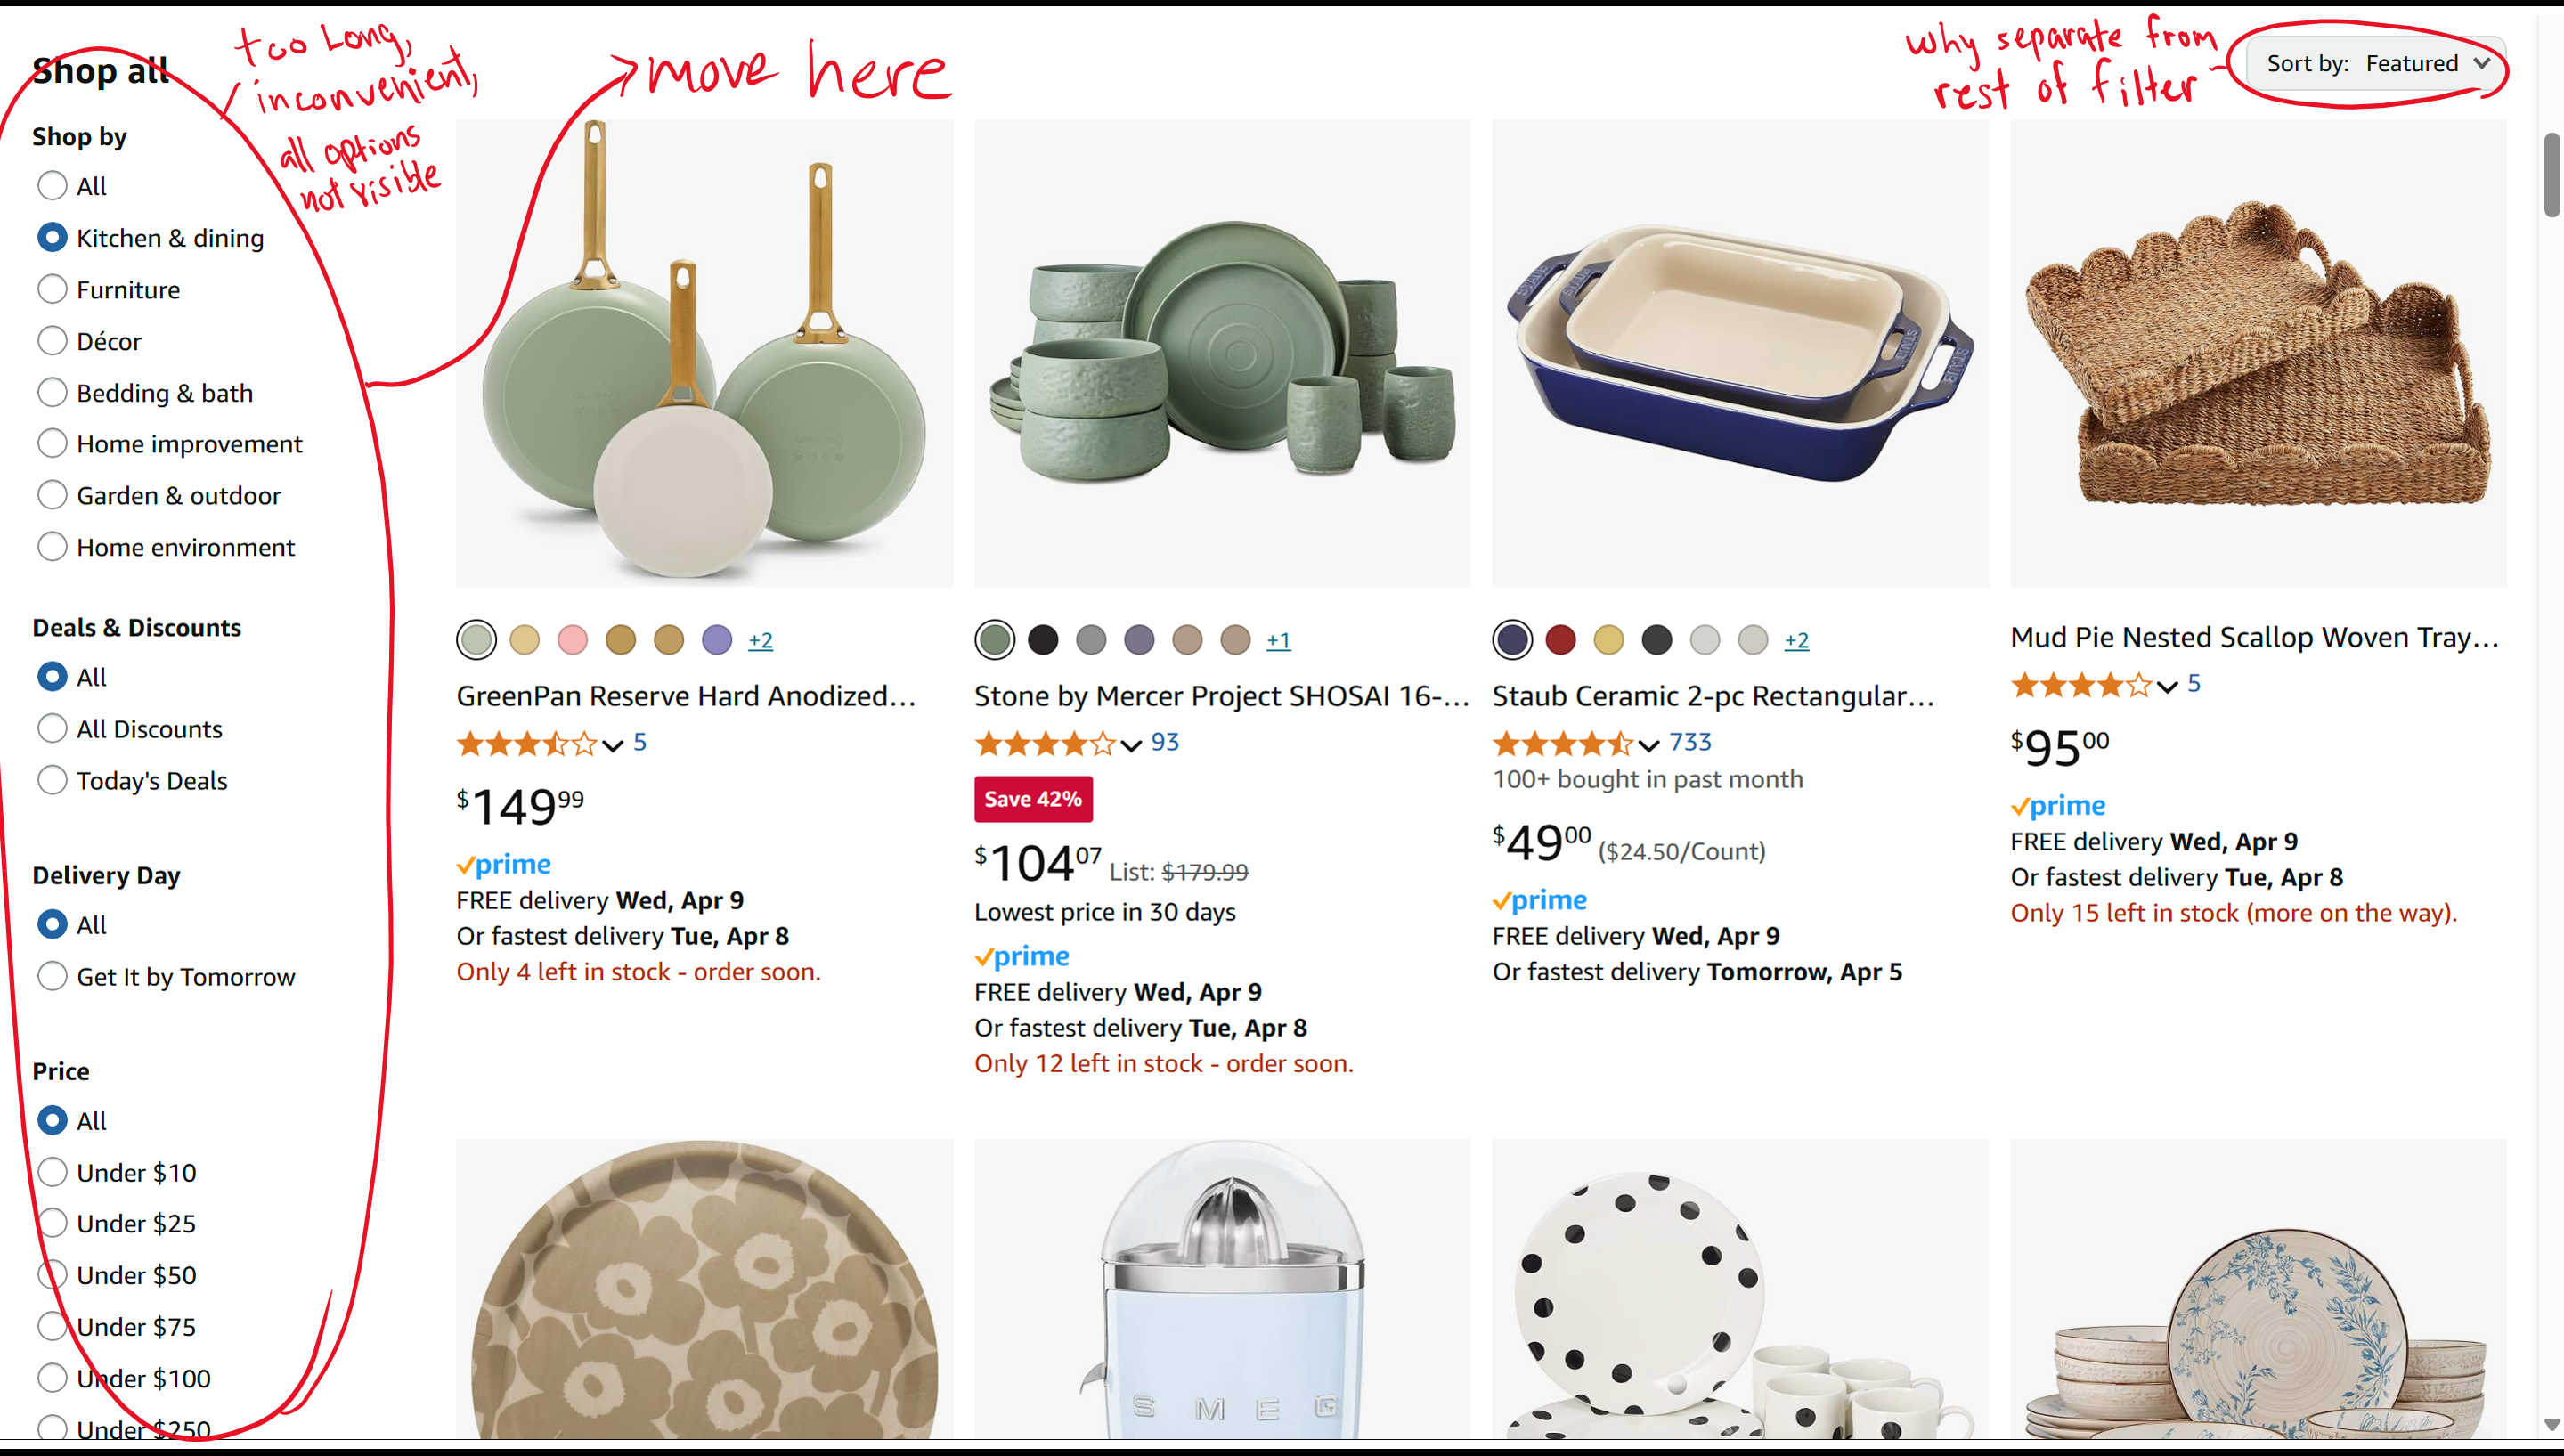 Shop all
too Long,
inconvenient,
all options
not visible
move here
why separate from
rest of filter
Sort by: Featured
Shop by
All
Kitchen & dining
Furniture
Décor
Bedding & bath
Home improvement
Garden & outdoor
Home environment
Deals & Discounts
All
All Discounts
Today's Deals
Delivery Day
All
Get It by Tomorrow
Price
All
Under $10
Under $25
Under $50
Under $75
Under $100
Under $250
+2
GreenPan Reserve Hard Anodized...
5
$149.99
prime
FREE delivery Wed, Apr 9
Or fastest delivery Tue, Apr 8
Only 4 left in stock - order soon.
+1
Stone by Mercer Project SHOSAI 16-...
93
Save 42%
$104.07 List: $179.99
Lowest price in 30 days
prime
FREE delivery Wed, Apr 9
Or fastest delivery Tue, Apr 8
Only 12 left in stock - order soon.
STAUB
STAUB
STAUB
STAUB
+2
Staub Ceramic 2-pc Rectangular...
733
100+ bought in past month
$49.00 ($24.50/Count)
prime
FREE delivery Wed, Apr 9
Or fastest delivery Tomorrow, Apr 5
Mud Pie Nested Scallop Woven Tray...
5
$95.00
prime
FREE delivery Wed, Apr 9
Or fastest delivery Tue, Apr 8
Only 15 left in stock (more on the way).
SMEG